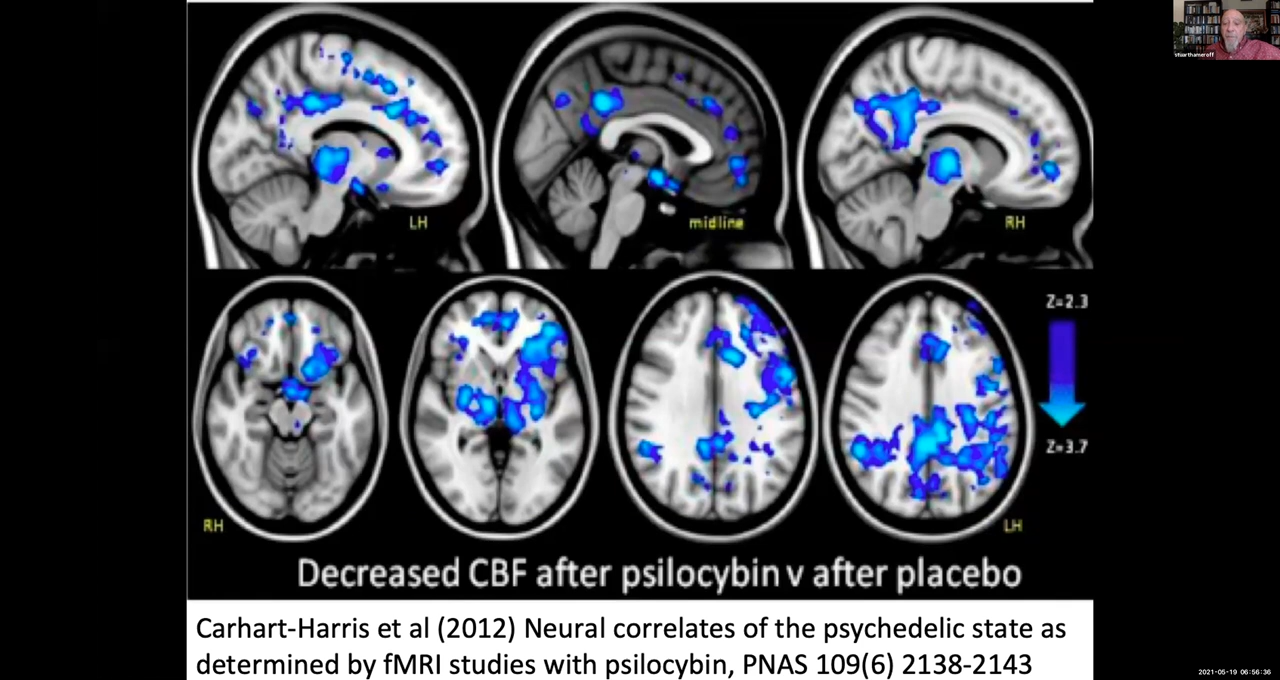 stuarthameroff
LH
midline
RH
Z=2.3
Z=3.7
RH
LH
Decreased CBF after psilocybin v after placebo
Carhart-Harris et al (2012) Neural correlates of the psychedelic state as
determined by fMRI studies with psilocybin, PNAS 109(6) 2138-2143
2021-05-19 06:56:36